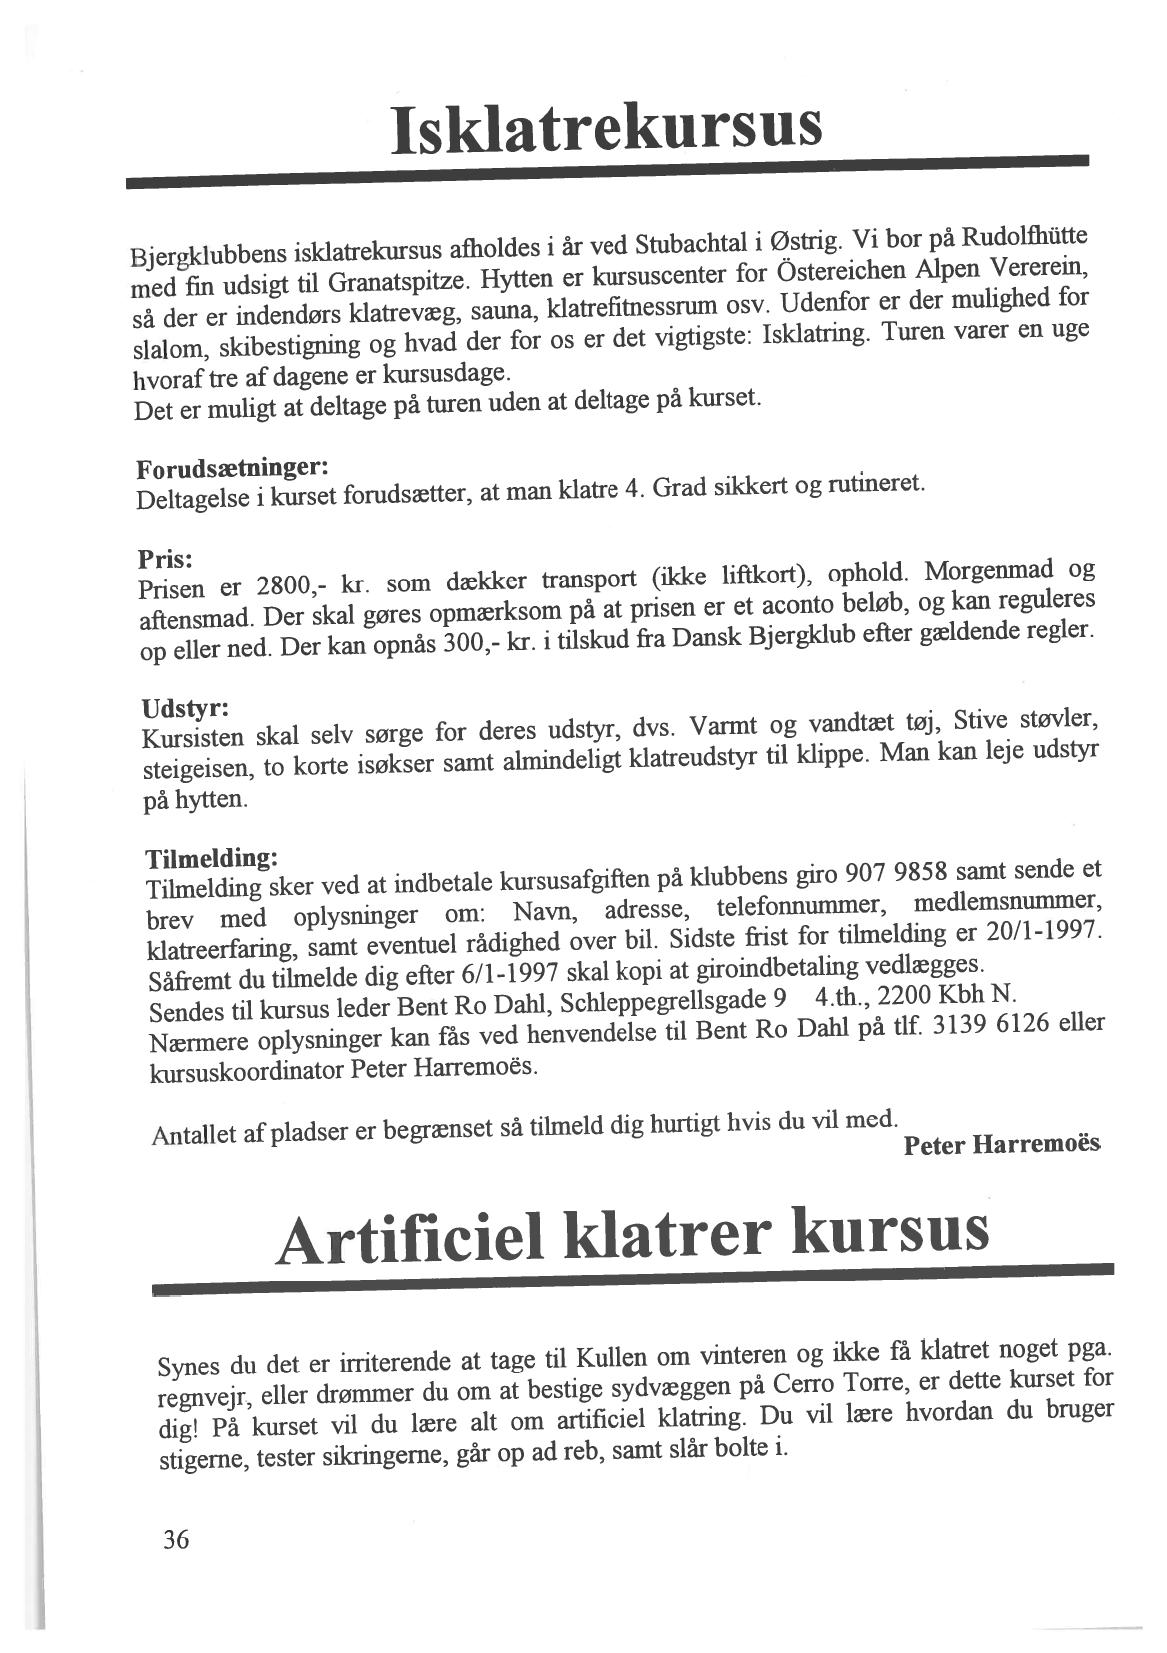 Isklatrekursus
Bjergklubbens isklatrekursus afholdes i år ved Stubachtal i Østrig. Vi bor på Rudolfhütte
med fin udsigt til Granatspitze. Hytten er kursuscenter for Östereichen Alpen Vererein,
så der er indendørs klatrevæg, sauna, klatrefitnessrum osv. Udenfor er der mulighed for
slalom, skibestigning og hvad der for os er det vigtigste: Isklatring. Turen varer en uge
hvoraf tre af dagene er kursusdage.
Det er muligt at deltage på turen uden at deltage på kurset.
Forudsætninger:
Deltagelse i kurset forudsætter, at man klatre 4. Grad sikkert og rutineret.
Pris:
Prisen er 2800,- kr. som dækker transport (ikke liftkort), ophold. Morgenmad og
aftensmad. Der skal gøres opmærksom på at prisen er et aconto beløb, og kan reguleres
op eller ned. Der kan opnås 300,- kr. i tilskud fra Dansk Bjergklub efter gældende regler.
Udstyr:
Kursisten skal selv sørge for deres udstyr, dvs. Varmt og vandtæt tøj, Stive støvler,
steigeisen, to korte isøkser samt almindeligt klatreudstyr til klippe. Man kan leje udstyr
på hytten.
Tilmelding:
Tilmelding sker ved at indbetale kursusafgiften på klubbens giro 907 9858 samt sende et
brev med oplysninger om: Navn, adresse, telefonnummer, medlemsnummer,
klatreerfaring, samt eventuel rådighed over bil. Sidste frist for tilmelding er 20/1-1997.
Såfremt du tilmelde dig efter 6/1-1997 skal kopi at giroindbetaling vedlægges.
Sendes til kursus leder Bent Ro Dahl, Schleppegrellsgade 9 4.th., 2200 Kbh N.
Nærmere oplysninger kan fås ved henvendelse til Bent Ro Dahl på tlf. 3139 6126 eller
kursuskoordinator Peter Harremoës.
Antallet af pladser er begrænset så tilmeld dig hurtigt hvis du vil med.
Peter Harremoës
Artificiel klatrer kursus
Synes du det er irriterende at tage til Kullen om vinteren og ikke få klatret noget pga.
regnvejr, eller drømmer du om at bestige sydvæggen på Cerro Torre, er dette kurset for
dig! På kurset vil du lære alt om artificiel klatring. Du vil lære hvordan du bruger
stigerne, tester sikringerne, går op ad reb, samt slår bolte i.
36